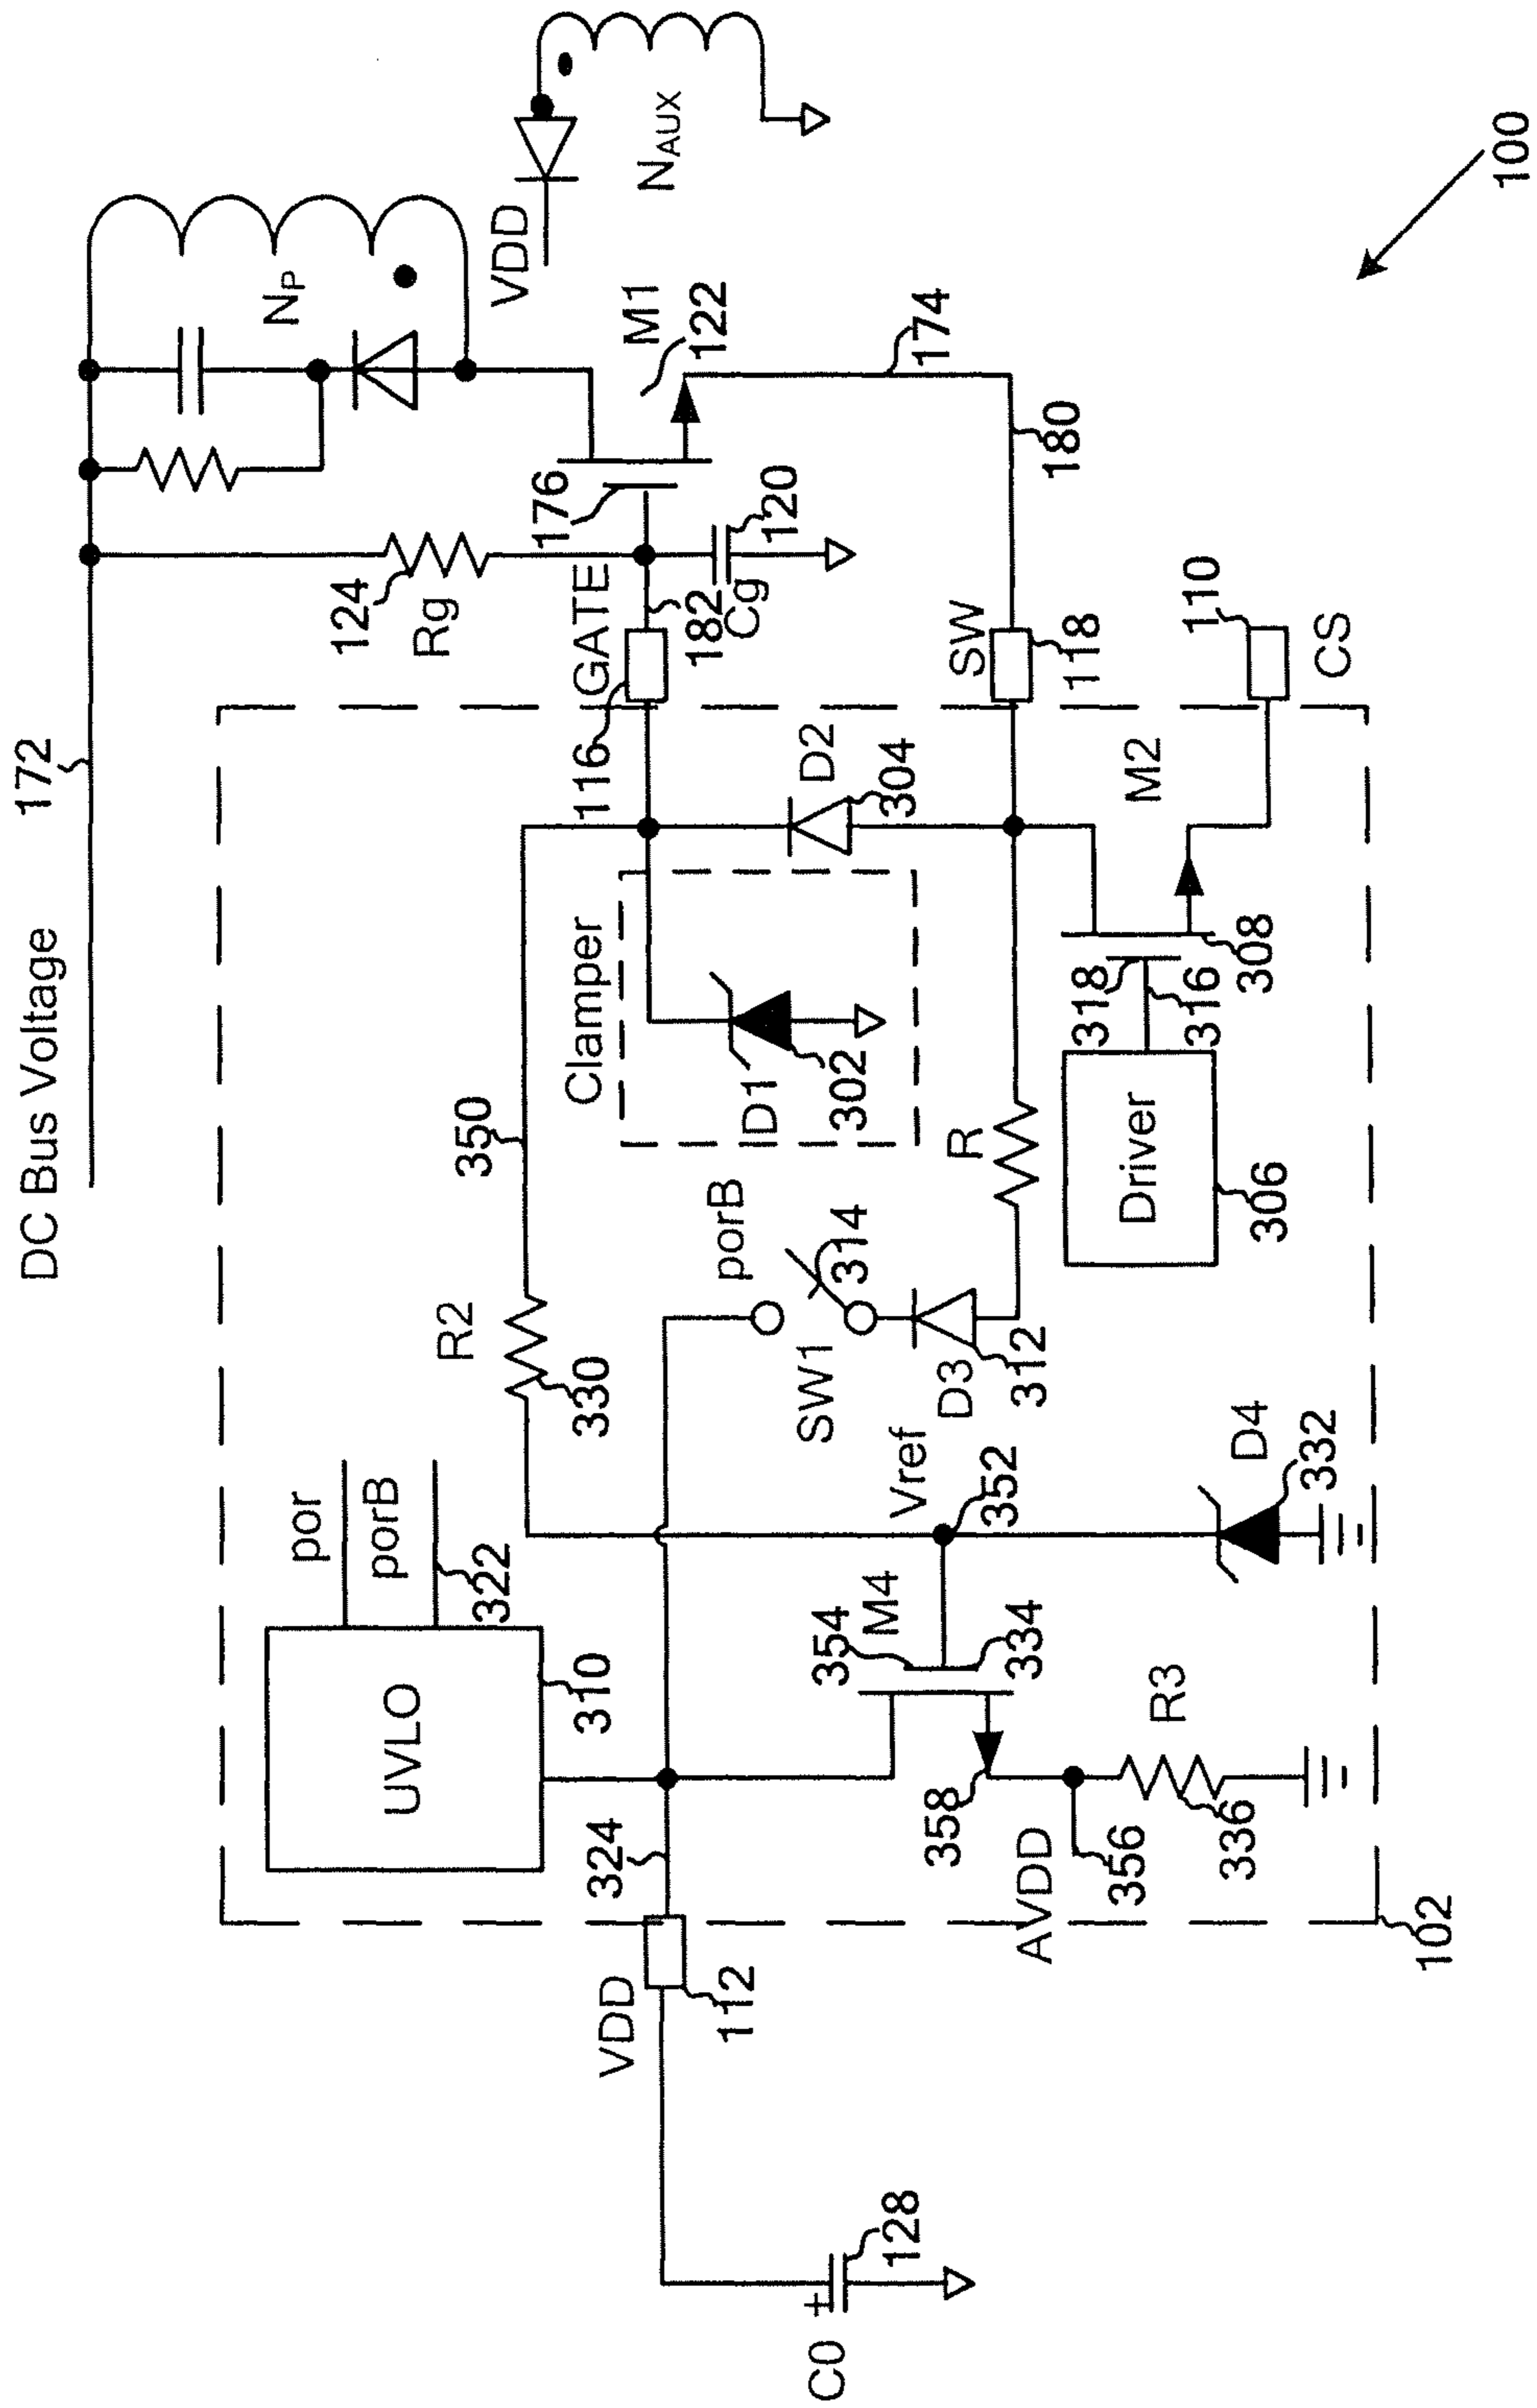 DC Bus Voltage
172
124
Rg
NP
NAUX
VDD
M1
122
176
GATE
182
Cg
120
116
174
180
SW
118
110
CS
100
350
R2
330
Clamper
ID1
302
D2
304
M2
318
316
308
Driver
306
R
porB
314
SW1
D3
312
por
porB
322
UVLO
310
324
VDD
112
Vref
352
354
M4
334
358
AVDD
356
R3
336
D4
332
102
C0
+
128